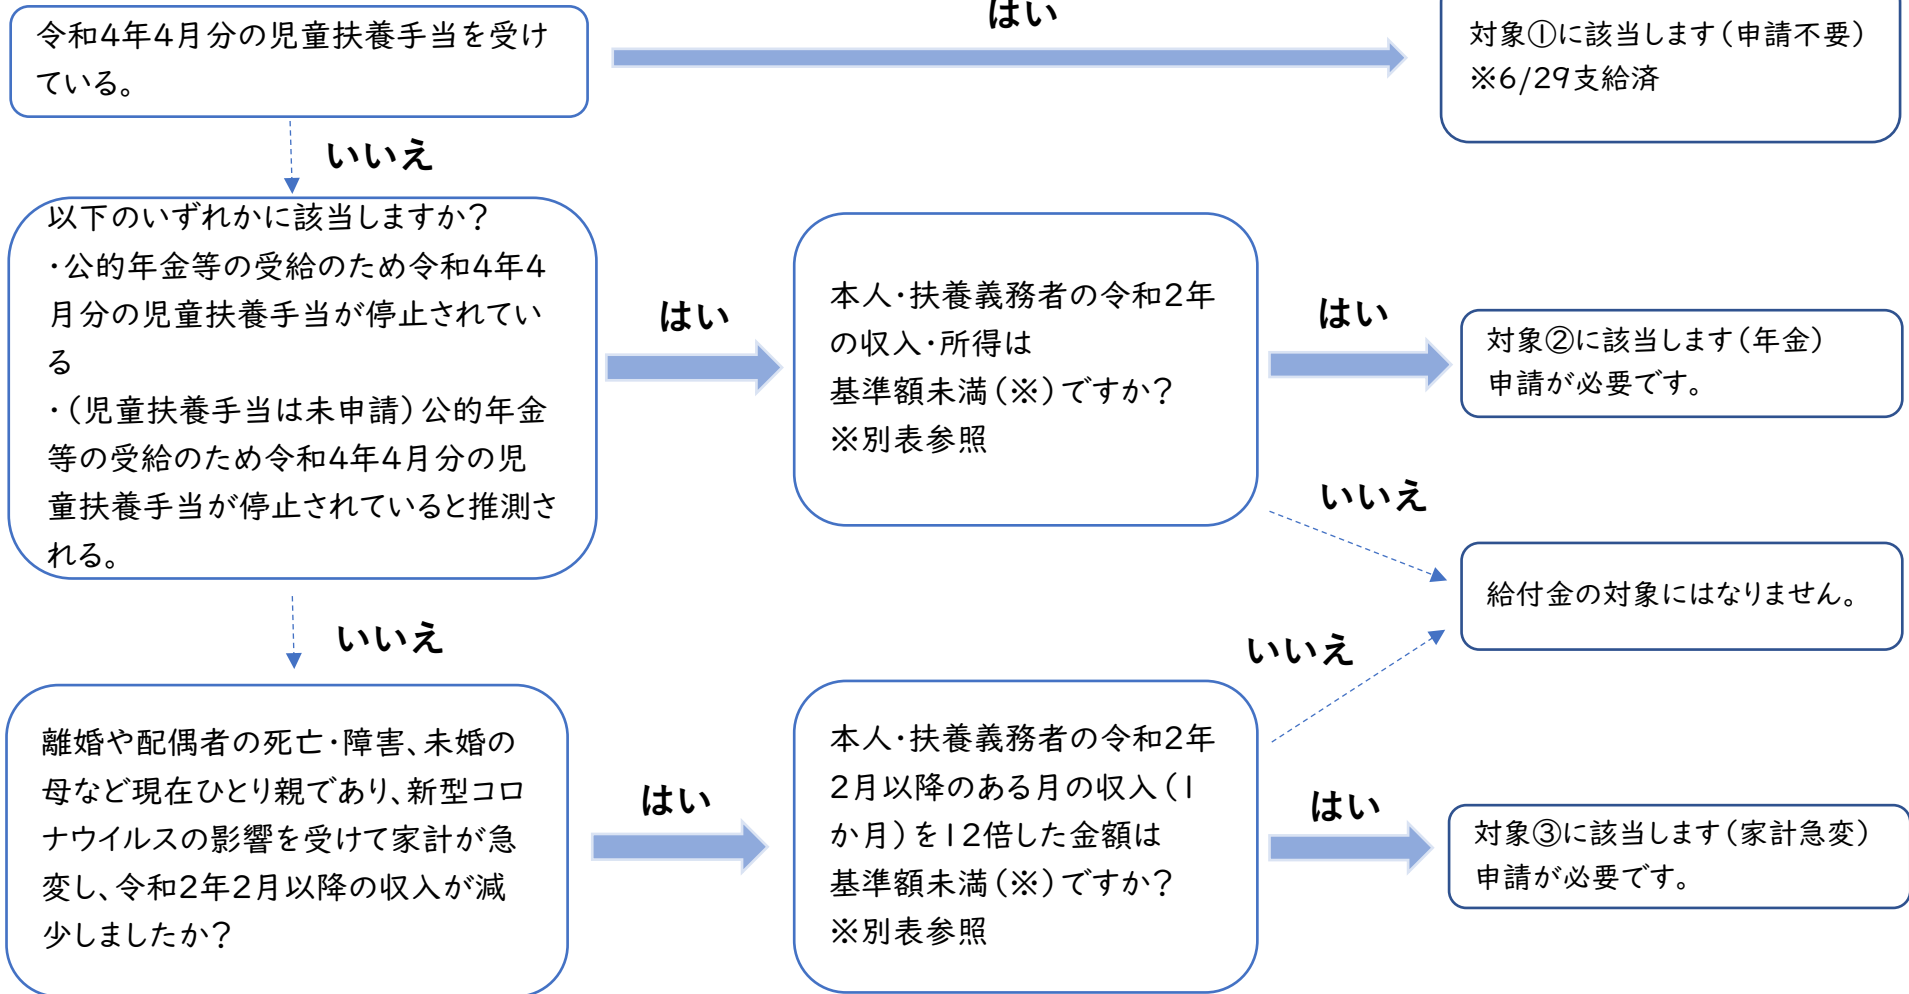 はい
令和4年4月分の児童扶養手当を受け
ている。
対象①に該当します(申請不要)
※6/29支給済
いいえ
以下のいずれかに該当しますか?
・公的年金等の受給のため令和4年4
月分の児童扶養手当が停止されてい
る
・(児童扶養手当は未申請)公的年金
等の受給のため令和4年4月分の児
童扶養手当が停止されていると推測さ
れる。
はい
本人・扶養義務者の令和2年
の収入・所得は
基準額未満(※)ですか?
※別表参照
はい
対象②に該当します(年金)
申請が必要です。
いいえ
給付金の対象にはなりません。
いいえ
いいえ
離婚や配偶者の死亡・障害、未婚の
母など現在ひとり親であり、新型コロ
ナウイルスの影響を受けて家計が急
変し、令和2年2月以降の収入が減
少しましたか?
はい
本人・扶養義務者の令和2年
2月以降のある月の収入(1
か月)を12倍した金額は
基準額未満(※)ですか?
※別表参照
はい
対象③に該当します(家計急変)
申請が必要です。